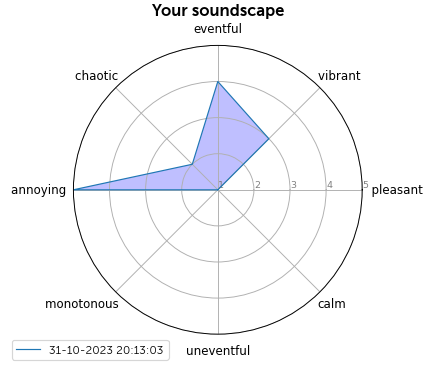 Your soundscape
eventful
chaotic
vibrant
annoying
1
2
3
4
5
pleasant
monotonous
calm
uneventful
31-10-2023 20:13:03